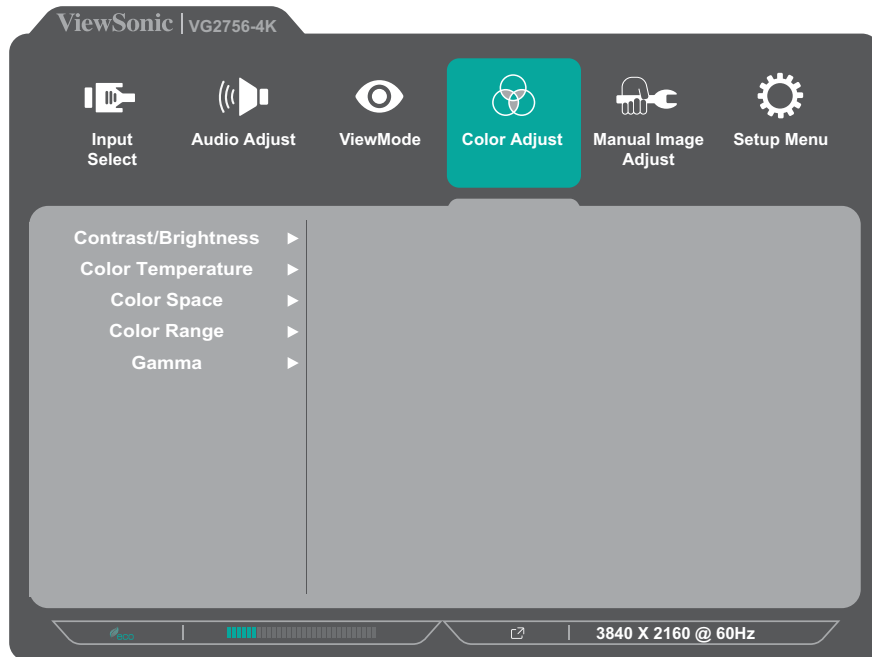 ViewSonic | VG2756-4K
Input
Select
Audio Adjust
ViewMode
Color Adjust
Manual Image
Adjust
Setup Menu
Contrast/Brightness
Color Temperature
Color Space
Color Range
Gamma
eco
3840 X 2160 @ 60Hz